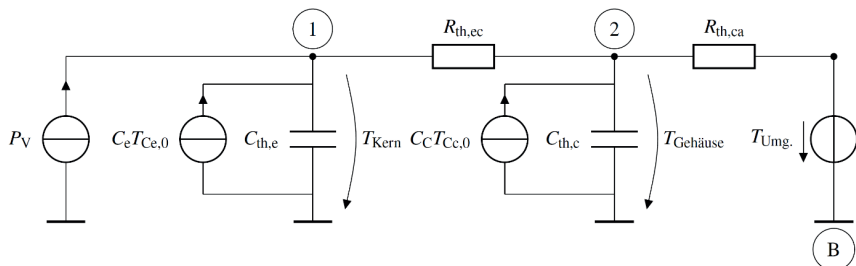 1
2
R_th,ec
R_th,ca
P_V
C_e T_Ce,0
C_th,e
T_Kern
C_C T_Cc,0
C_th,c
T_Gehäuse
T_Umg.
B